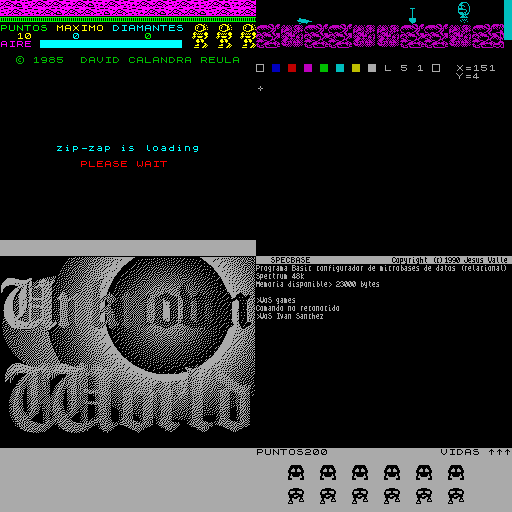 PUNTOS MAXIMO DIAMANTES
10 0 0
AIRE
© 1985 DAVID CALANDRA REULA
zip-zap is loading
PLEASE WAIT
L 5 1 X=151
Y=4
World
SPECBASE Copyright (c)1990 Jesus Valle
Programa Basic configurador de microbases de datos (relacional)
Spectrum 48k
Memoria disponible> 23000 bytes
>WoS games
Comando no reconocido
>WoS Ivan Sanchez
PUNTOS200 VIDAS ↑↑↑